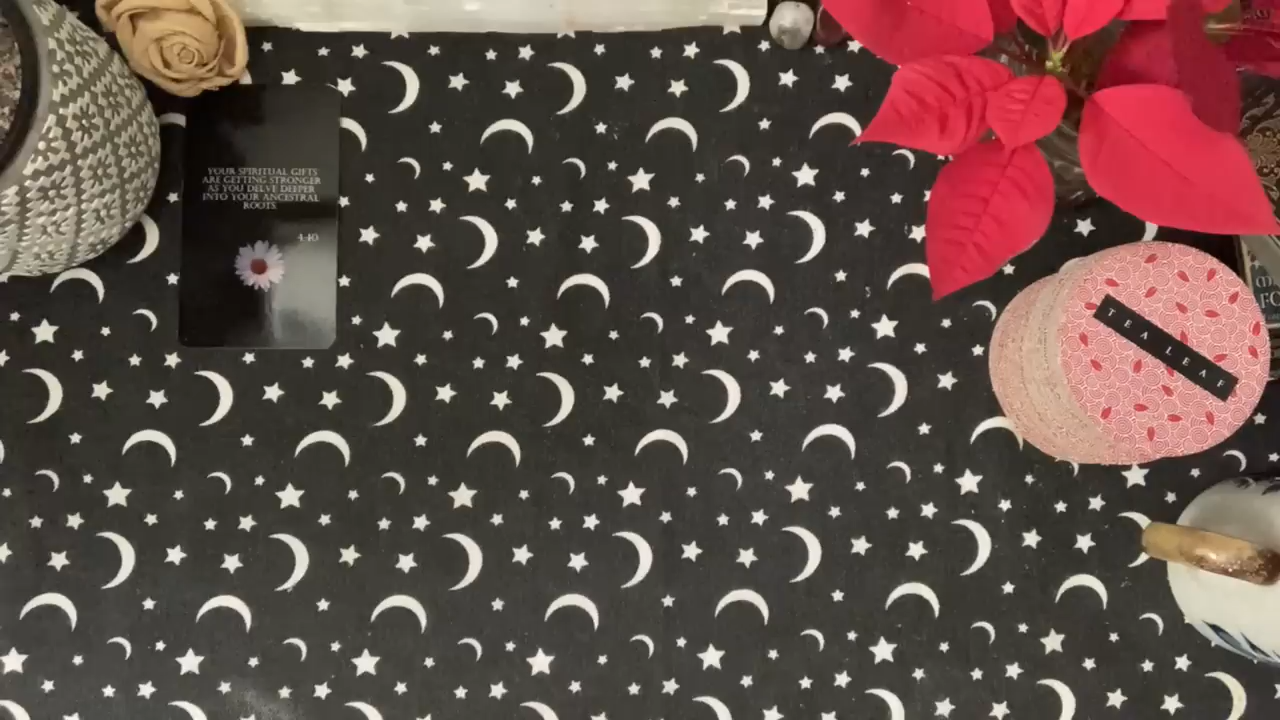 YOUR SPIRITUAL GIFTS
ARE GETTING STRONGER
AS YOU DELVE DEEPER
INTO YOUR ANCESTRAL
ROOTS.
4:40
TEA LEAF